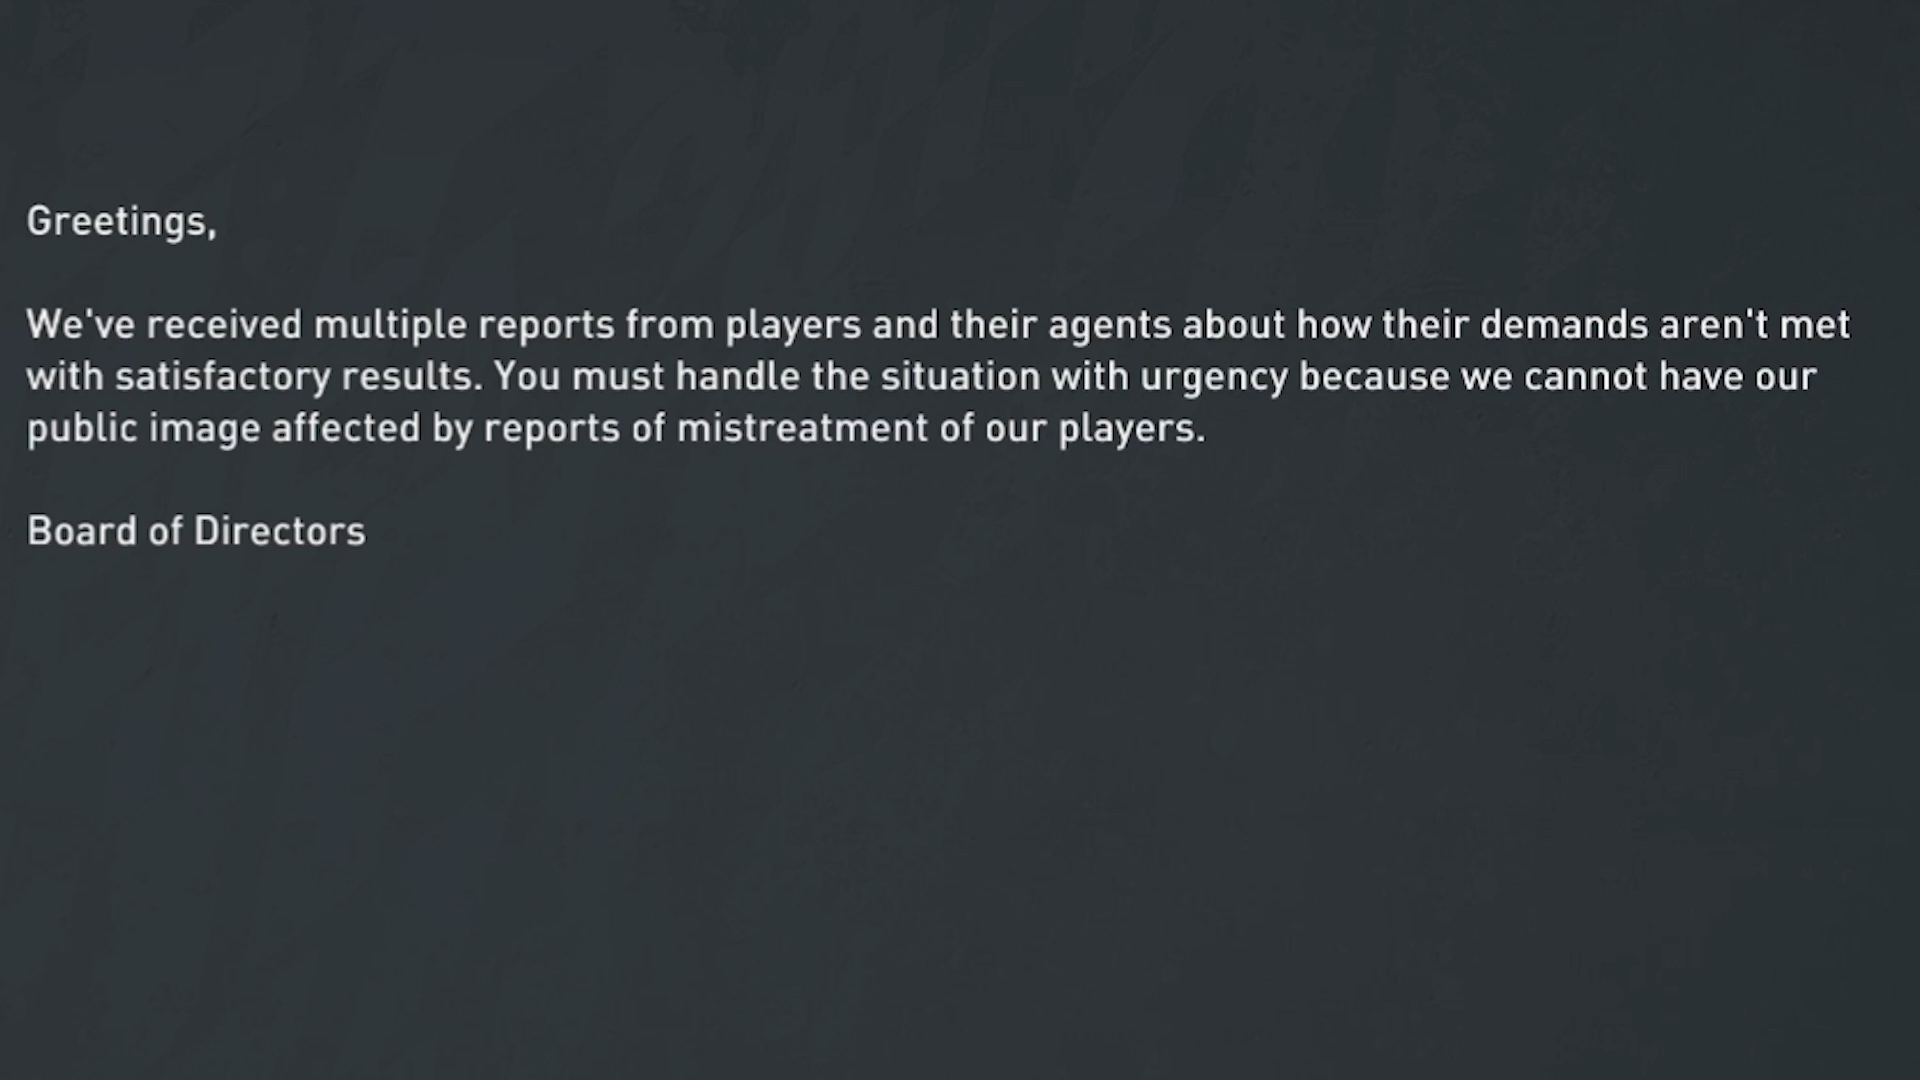 Greetings,
We've received multiple reports from players and their agents about how their demands aren't met
with satisfactory results. You must handle the situation with urgency because we cannot have our
public image affected by reports of mistreatment of our players.
Board of Directors